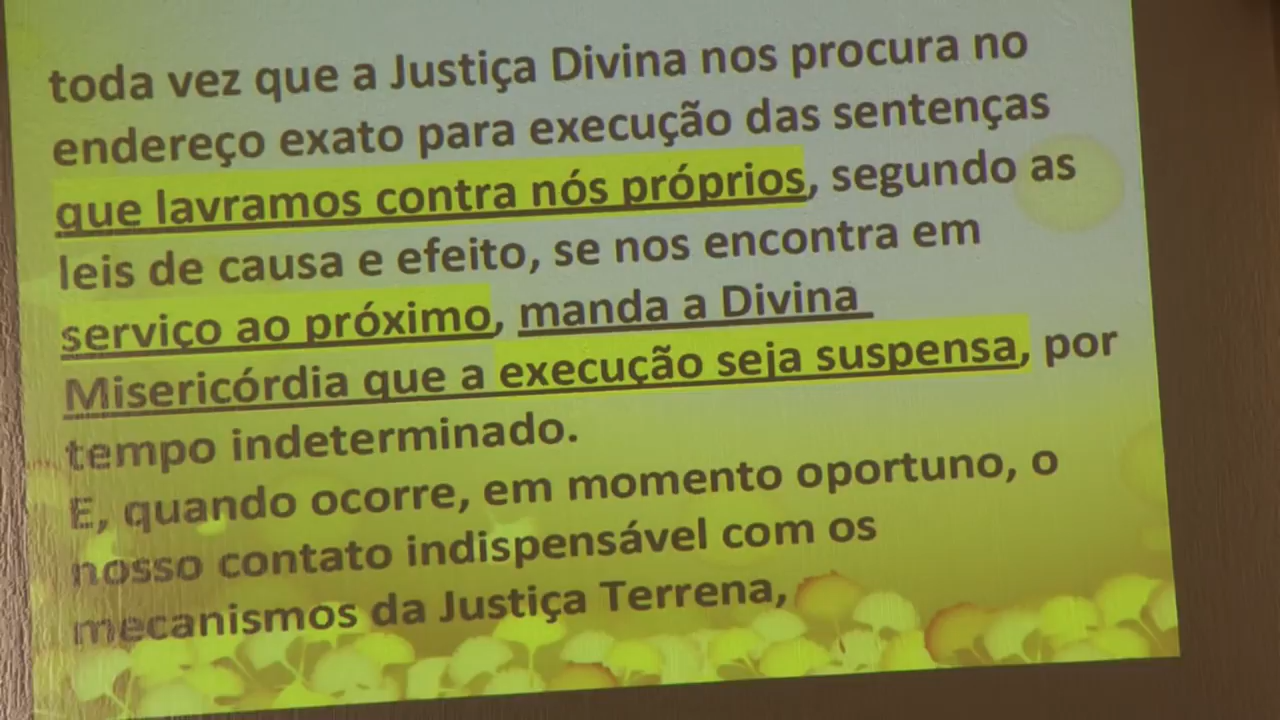 toda vez que a Justiça Divina nos procura no
endereço exato para execução das sentenças
que lavramos contra nós próprios, segundo as
leis de causa e efeito, se nos encontra em
serviço ao próximo, manda a Divina
Misericórdia que a execução seja suspensa, por
tempo indeterminado.
E, quando ocorre, em momento oportuno, o
nosso contato indispensável com os
mecanismos da Justiça Terrena,